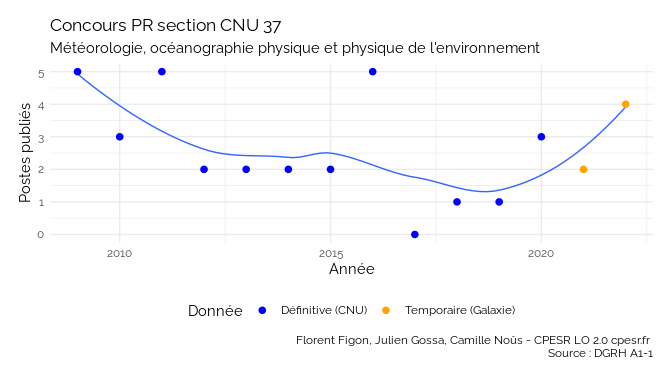 Concours PR section CNU 37
Météorologie, océanographie physique et physique de l'environnement
Postes publiés
5
4
3
2
1
0
2010
2015
2020
Année
Donnée
Définitive (CNU)
Temporaire (Galaxie)
Florent Figon, Julien Gossa, Camille Noûs - CPESR LO 2.0 cpesr.fr
Source : DGRH A1-1